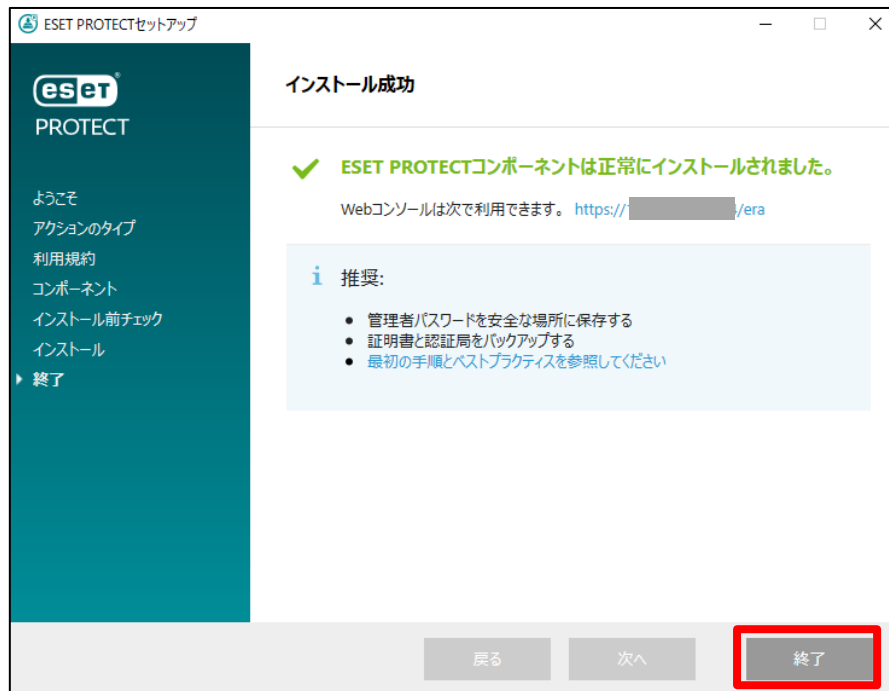 ESET PROTECTセットアップ
eset
PROTECT
ようこそ
アクションのタイプ
利用規約
コンポーネント
インストール前チェック
インストール
終了
インストール成功
ESET PROTECTコンポーネントは正常にインストールされました。
Webコンソールは次で利用できます。 https:// /era
推奨:
管理者パスワードを安全な場所に保存する
証明書と認証局をバックアップする
最初の手順とベストプラクティスを参照してください
戻る
次へ
終了